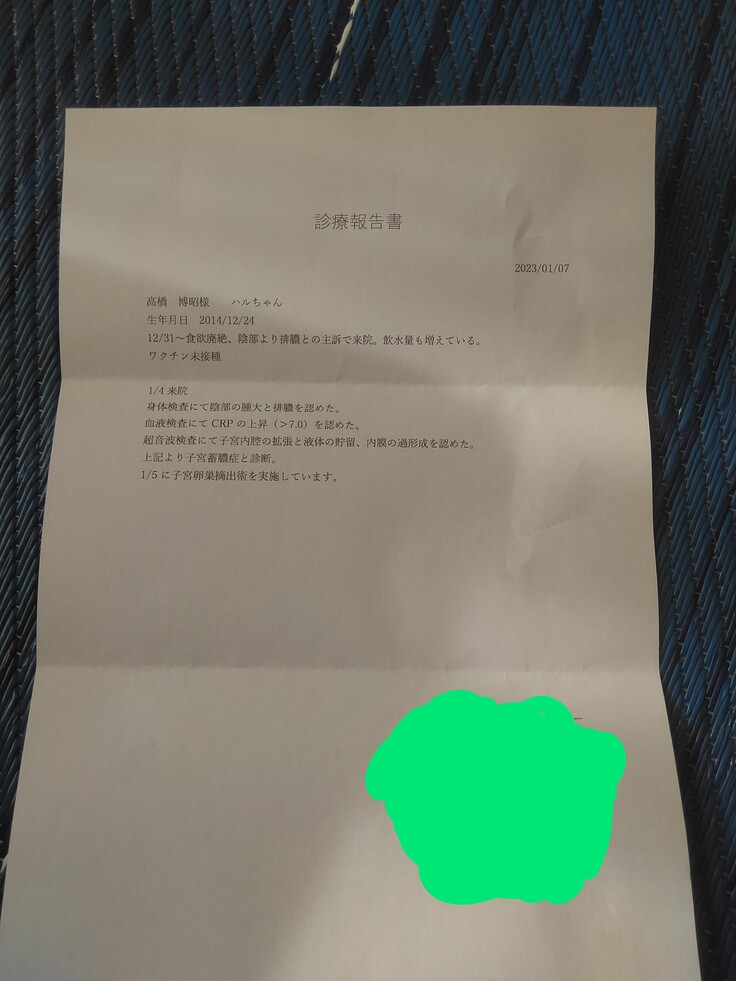 診療報告書
2023/01/07
高橋　博昭様　　ハルちゃん
生年月日　2014/12/24
12/31～食欲廃絶、陰部より排膿との主訴で来院。飲水量も増えている。
ワクチン未接種
1/4 来院
身体検査にて陰部の腫大と排膿を認めた。
血液検査にて CRP の上昇（＞7.0）を認めた。
超音波検査にて子宮内腔の拡張と液体の貯留、内膜の過形成を認めた。
上記より子宮蓄膿症と診断。
1/5 に子宮卵巣摘出術を実施しています。